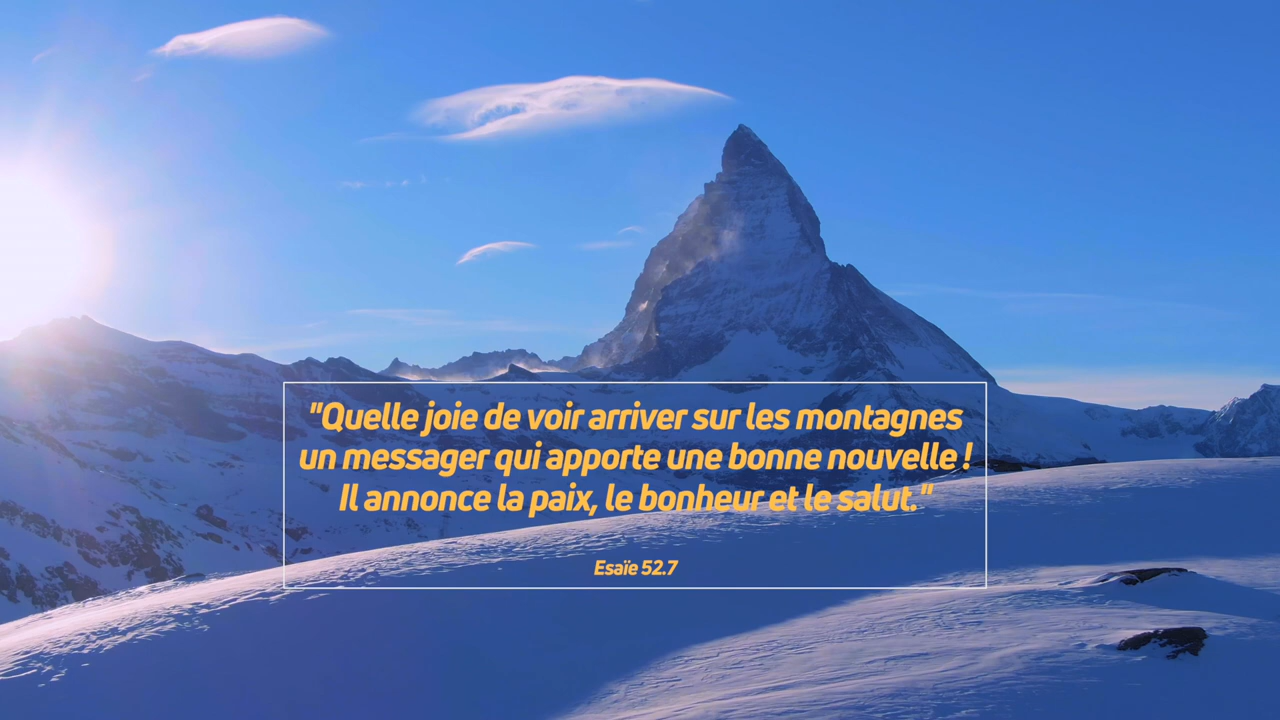 "Quelle joie de voir arriver sur les montagnes
un messager qui apporte une bonne nouvelle !
Il annonce la paix, le bonheur et le salut."
Esaïe 52.7